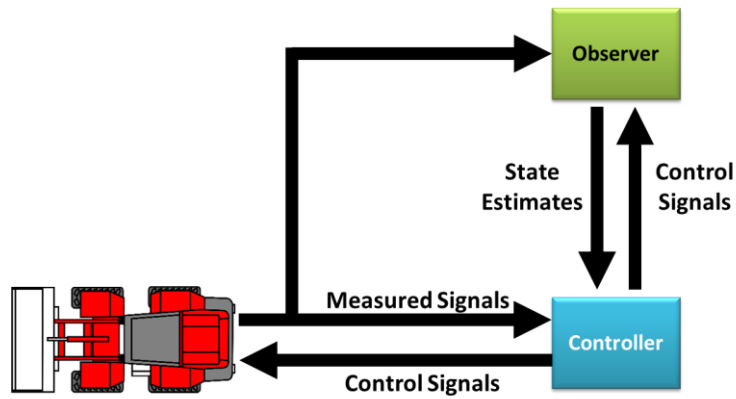 Observer
State
Estimates
Control
Signals
Measured Signals
Controller
Control Signals